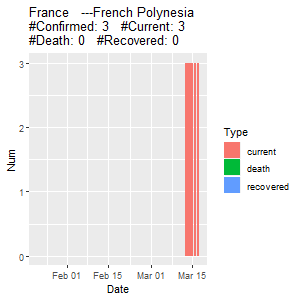 France   ---French Polynesia
#Confirmed: 3   #Current: 3
#Death: 0   #Recovered: 0
Num
3
2
1
0
Feb 01
Feb 15
Mar 01
Mar 15
Date
Type
current
death
recovered